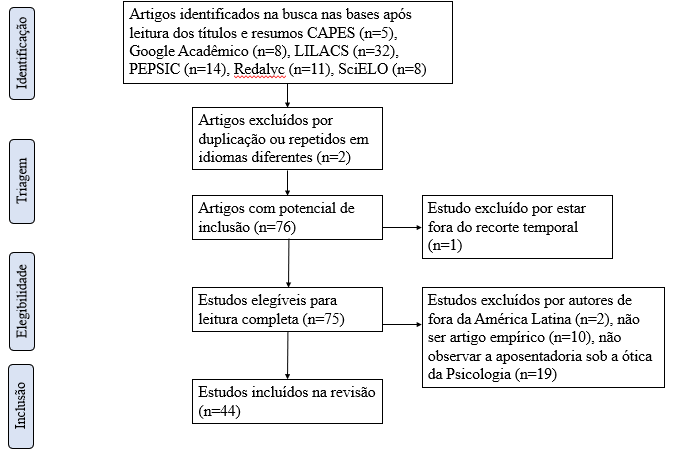 Identificação
Artigos identificados na busca nas bases após
leitura dos títulos e resumos CAPES (n=5),
Google Acadêmico (n=8), LILACS (n=32),
PEPSIC (n=14), Redalyc (n=11), SciELO (n=8)
Artigos excluídos por
duplicação ou repetidos em
idiomas diferentes (n=2)
Triagem
Artigos com potencial de
inclusão (n=76)
Estudo excluído por estar
fora do recorte temporal
(n=1)
Elegibilidade
Estudos elegíveis para
leitura completa (n=75)
Estudos excluídos por autores de
fora da América Latina (n=2), não
ser artigo empírico (n=10), não
observar a aposentadoria sob a ótica
da Psicologia (n=19)
Inclusão
Estudos incluídos na revisão
(n=44)